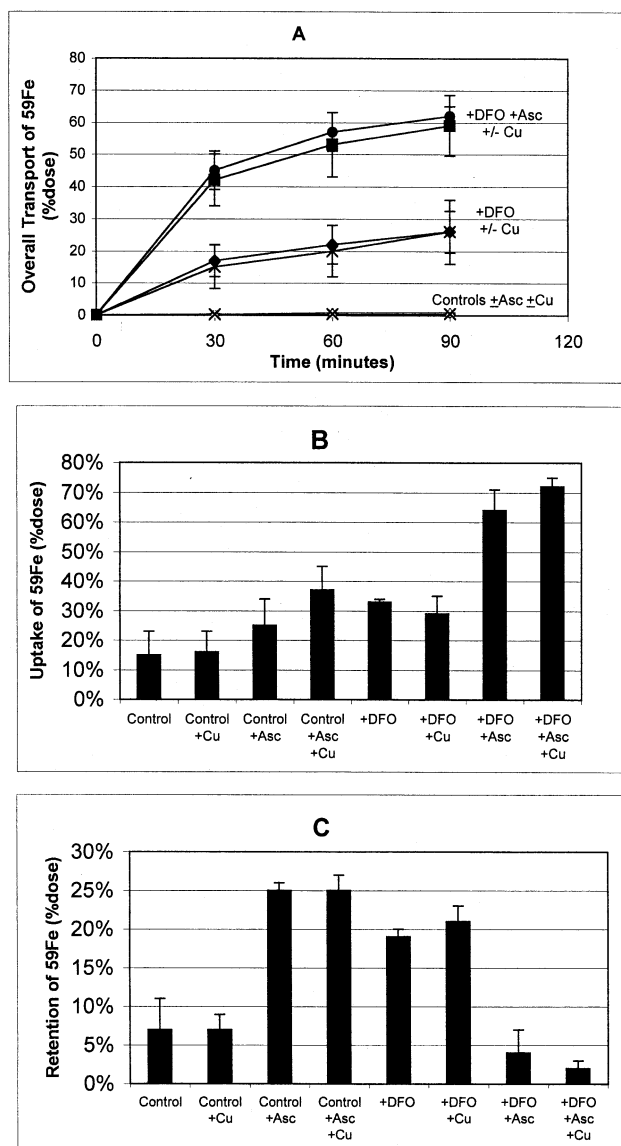 A
Overall Transport of 59Fe
(%dose)
80
70
60
50
40
30
20
10
0
+DFO +Asc
+/- Cu
+DFO
+/- Cu
Controls ±Asc ±Cu
0 30 60 90 120
Time (minutes)
B
Uptake of 59Fe (%dose)
80%
70%
60%
50%
40%
30%
20%
10%
0%
Control
Control
+Cu
Control
+Asc
Control
+Asc
+Cu
+DFO
+DFO
+Cu
+DFO
+Asc
+DFO
+Asc
+Cu
C
Retention of 59Fe (%dose)
30%
25%
20%
15%
10%
5%
0%
Control
Control
+Cu
Control
+Asc
Control
+Asc
+Cu
+DFO
+DFO
+Cu
+DFO
+Asc
+DFO
+Asc
+Cu